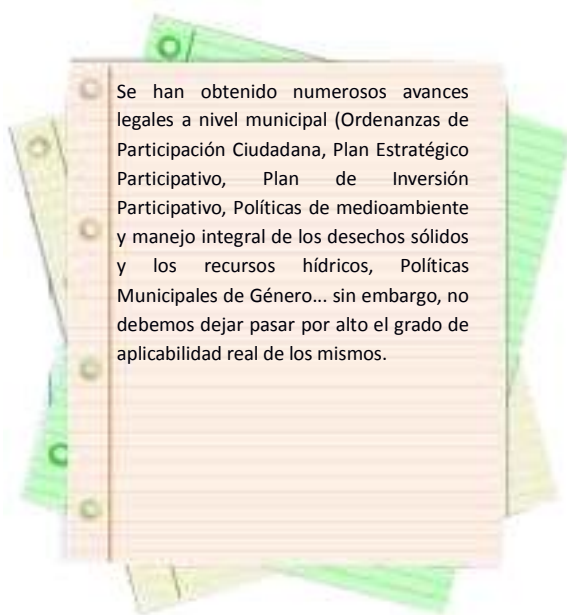 Se han obtenido numerosos avances
legales a nivel municipal (Ordenanzas de
Participación Ciudadana, Plan Estratégico
Participativo, Plan de Inversión
Participativo, Políticas de medioambiente
y manejo integral de los desechos sólidos
y los recursos hídricos, Políticas
Municipales de Género... sin embargo, no
debemos dejar pasar por alto el grado de
aplicabilidad real de los mismos.